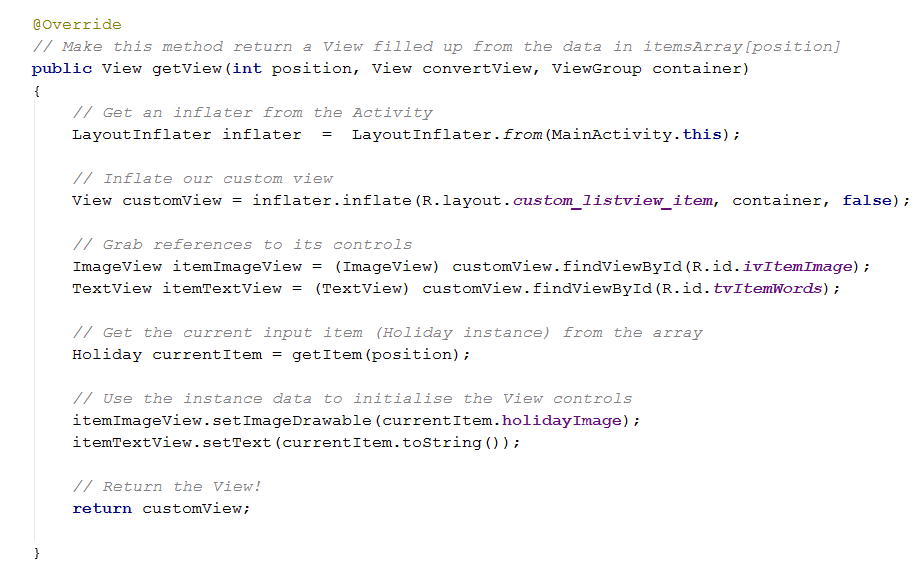 @Override
// Make this method return a View filled up from the data in itemsArray[position]
public View getView(int position, View convertView, ViewGroup container)
{
// Get an inflater from the Activity
LayoutInflater inflater  =  LayoutInflater.from(MainActivity.this);
// Inflate our custom view
View customView = inflater.inflate(R.layout.custom_listview_item, container, false);
// Grab references to its controls
ImageView itemImageView = (ImageView) customView.findViewById(R.id.ivItemImage);
TextView itemTextView = (TextView) customView.findViewById(R.id.tvItemWords);
// Get the current input item (Holiday instance) from the array
Holiday currentItem = getItem(position);
// Use the instance data to initialise the View controls
itemImageView.setImageDrawable(currentItem.holidayImage);
itemTextView.setText(currentItem.toString());
// Return the View!
return customView;
}